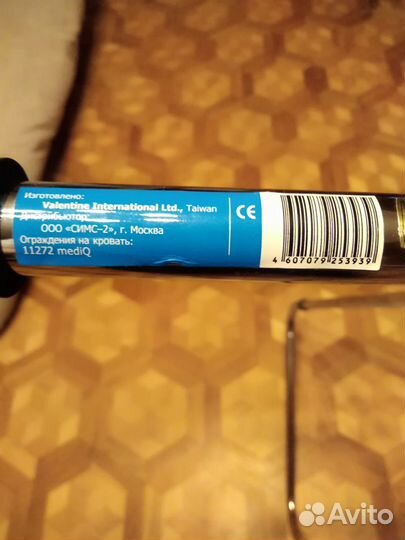 Изготовлено:
Valentine International Ltd., Taiwan
Дистрибьютор:
ООО «СИМС–2», г. Москва
Ограждения на кровать:
11272 mediQ
CE
4 607079 253939
Avito